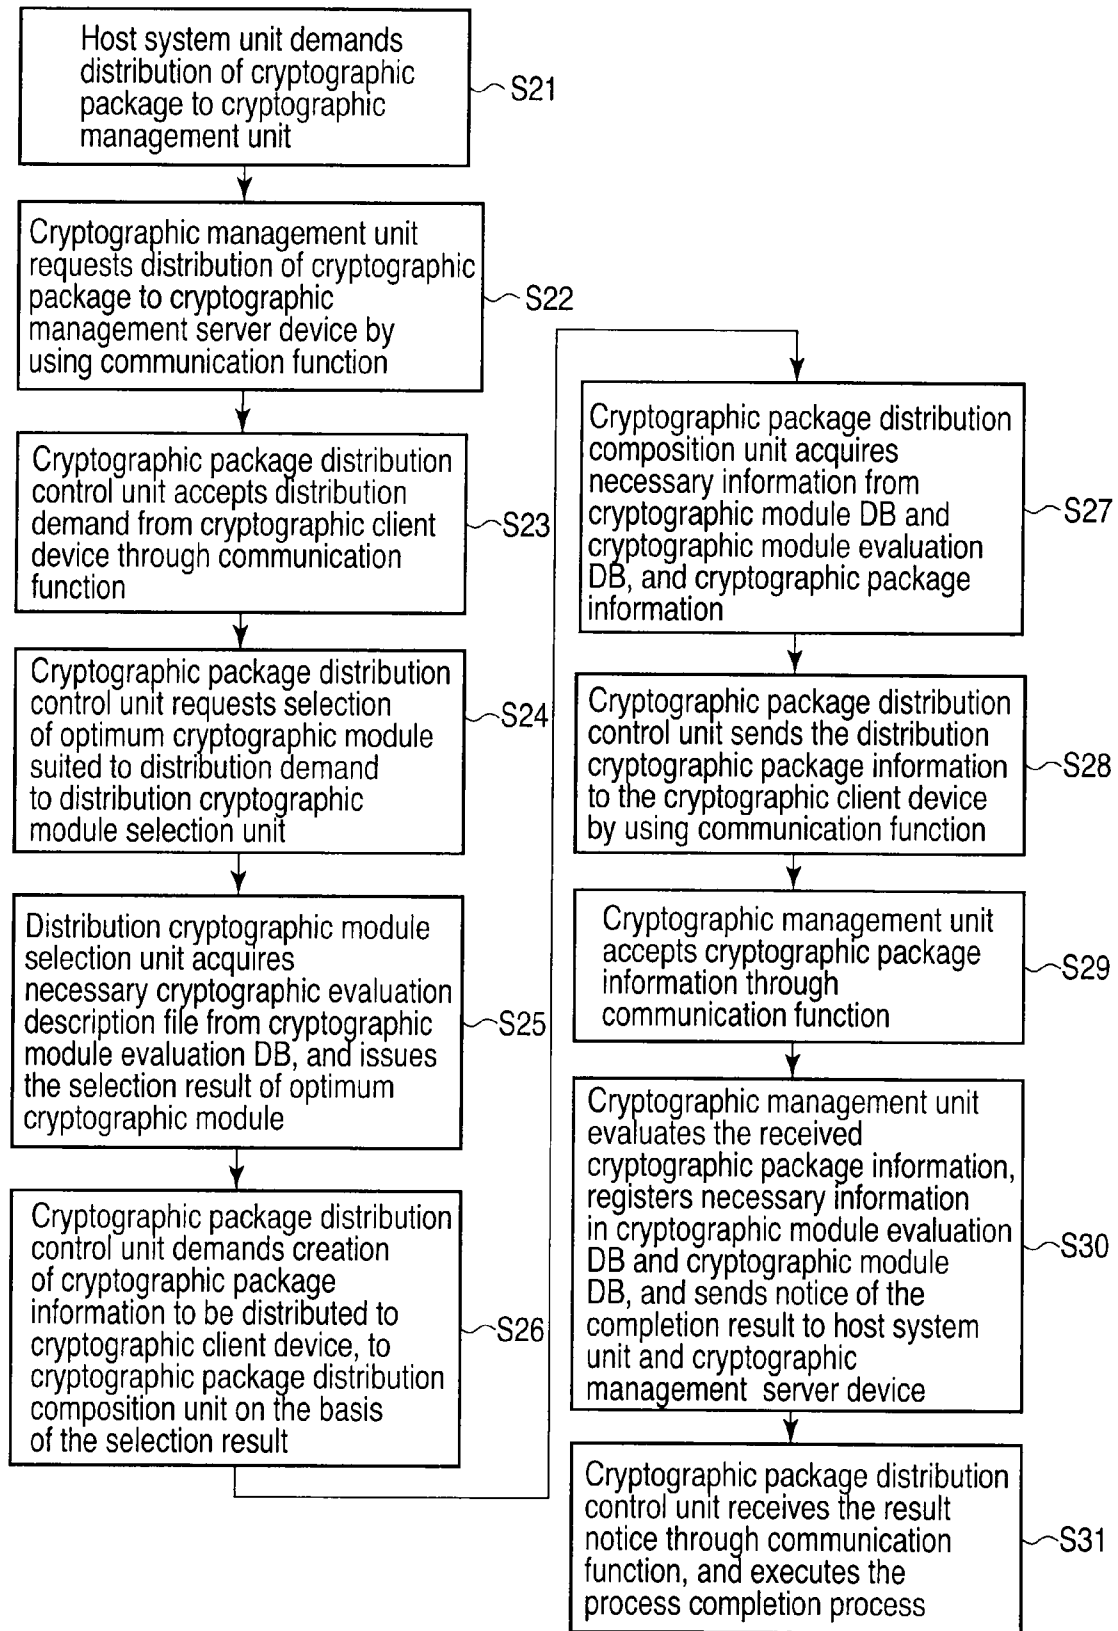 Host system unit demands
distribution of cryptographic
package to cryptographic
management unit
S21
Cryptographic management unit
requests distribution of cryptographic
package to cryptographic
management server device by
using communication function
S22
Cryptographic package distribution
control unit accepts distribution
demand from cryptographic client
device through communication
function
S23
Cryptographic package distribution
control unit requests selection
of optimum cryptographic module
suited to distribution demand
to distribution cryptographic
module selection unit
S24
Distribution cryptographic module
selection unit acquires
necessary cryptographic evaluation
description file from cryptographic
module evaluation DB, and issues
the selection result of optimum
cryptographic module
S25
Cryptographic package distribution
control unit demands creation
of cryptographic package
information to be distributed to
cryptographic client device, to
cryptographic package distribution
composition unit on the basis
of the selection result
S26
Cryptographic package distribution
composition unit acquires
necessary information from
cryptographic module DB and
cryptographic module evaluation
DB, and cryptographic package
information
S27
Cryptographic package distribution
control unit sends the distribution
cryptographic package information
to the cryptographic client device
by using communication function
S28
Cryptographic management unit
accepts cryptographic package
information through
communication function
S29
Cryptographic management unit
evaluates the received
cryptographic package information,
registers necessary information
in cryptographic module evaluation
DB and cryptographic module
DB, and sends notice of the
completion result to host system
unit and cryptographic
management server device
S30
Cryptographic package distribution
control unit receives the result
notice through communication
function, and executes the
process completion process
S31